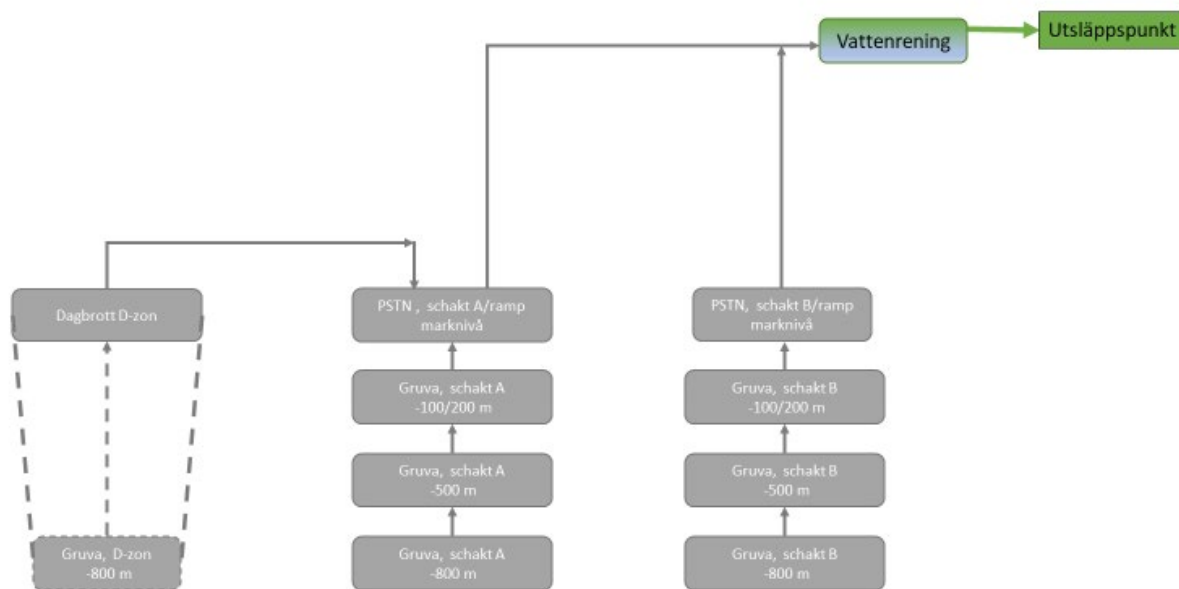 Vattenrening
Utsläppspunkt
Dagbrott D-zon
PSTN , schakt A/ramp
marknivå
PSTN, schakt B/ramp
marknivå
Gruva, schakt A
-100/200 m
Gruva, schakt B
-100/200 m
Gruva, schakt A
-500 m
Gruva, schakt B
-500 m
Gruva, D-zon
-800 m
Gruva, schakt A
-800 m
Gruva, schakt B
-800 m